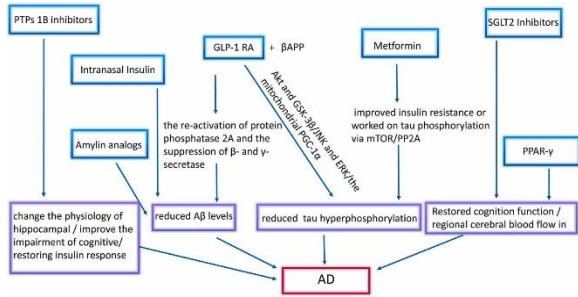 PTPs 1B inhibitors
SGLT2 Inhibitors
GLP-1 RA + βAPP
Metformin
Intranasal Insulin
Akt and GSK-3β/JNK and ERK/the
mitochondrial PGC-1α
the re-activation of protein
phosphatase 2A and the
suppression of β- and γ-
secretase
improved insulin resistance or
worked on tau phosphorylation
via mTOR/PP2A
Amylin analogs
PPAR-γ
change the physiology of
hippocampal / improve the
impairment of cognitive/
restoring insulin response
reduced Aβ levels
reduced tau hyperphosphorylation
Restored cognition function /
regional cerebral blood flow in
AD